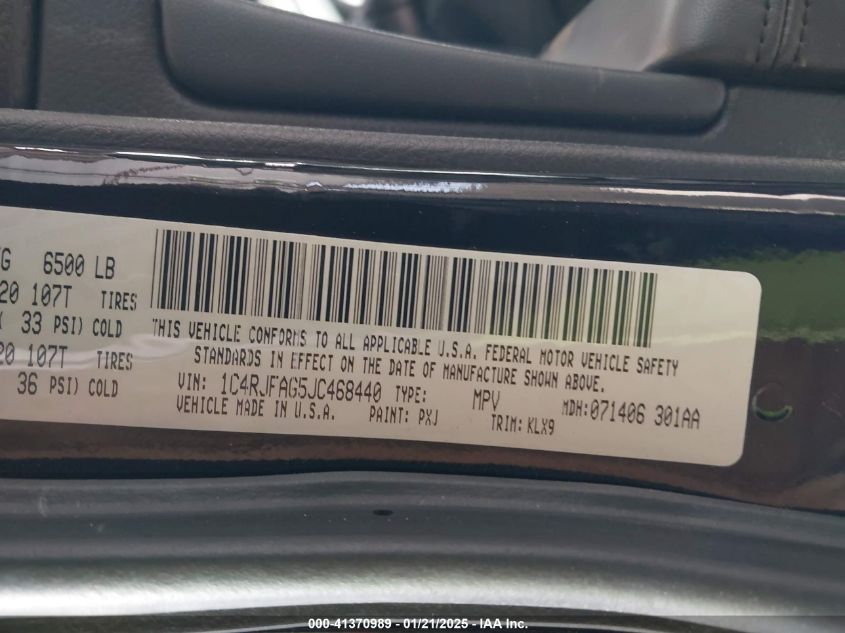 G 6500 LB
20 107T TIRES
33 PSI) COLD
20 107T TIRES
36 PSI) COLD
THIS VEHICLE CONFORMS TO ALL APPLICABLE U.S.A. FEDERAL MOTOR VEHICLE SAFETY
STANDARDS IN EFFECT ON THE DATE OF MANUFACTURE SHOWN ABOVE.
VIN: 1C4RJFAG5JC468440 TYPE: MPV MDH:071406 301AA
VEHICLE MADE IN U.S.A. PAINT: PXJ TRIM: KLX9
000-41370989 - 01/21/2025 - IAA Inc.